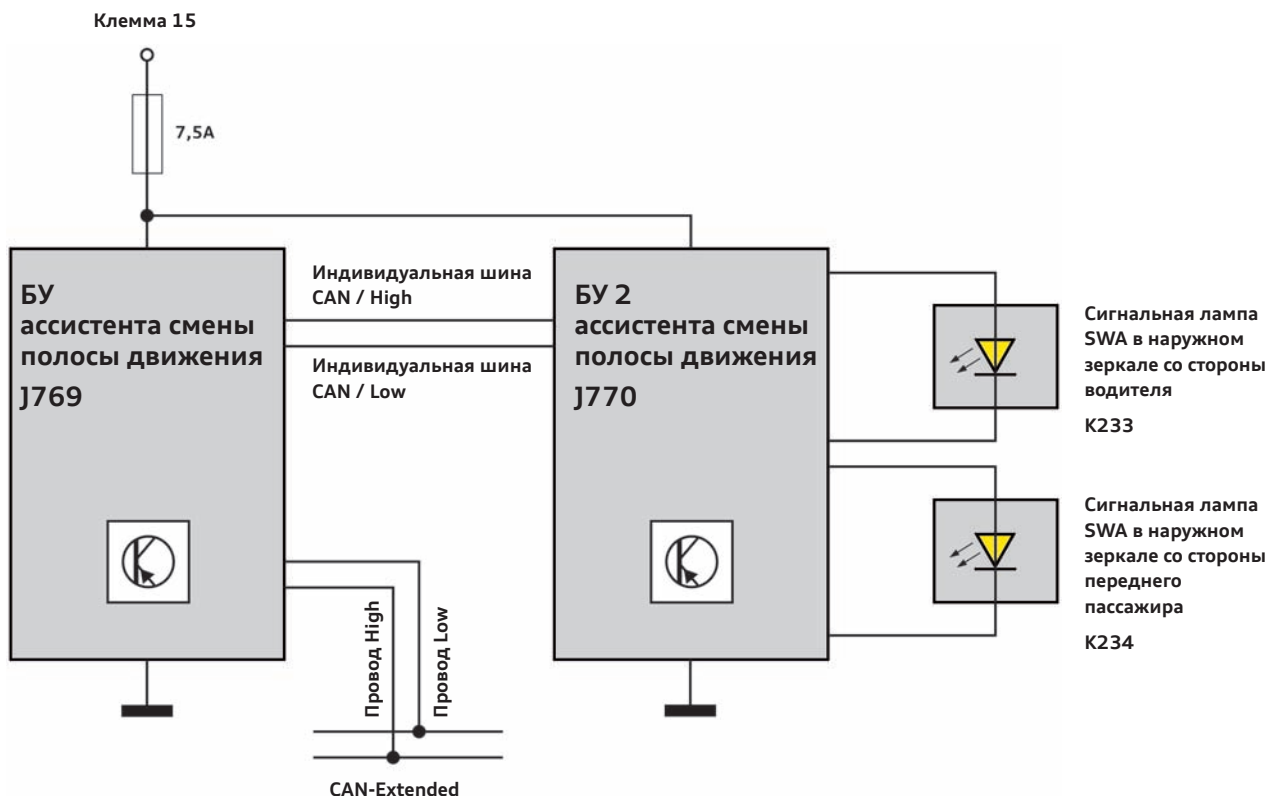 Клемма 15
7,5A
БУ
ассистента смены
полосы движения
J769
Индивидуальная шина
CAN / High
Индивидуальная шина
CAN / Low
БУ 2
ассистента смены
полосы движения
J770
Сигнальная лампа
SWA в наружном
зеркале со стороны
водителя
K233
Сигнальная лампа
SWA в наружном
зеркале со стороны
переднего
пассажира
K234
Провод High
Провод Low
CAN-Extended